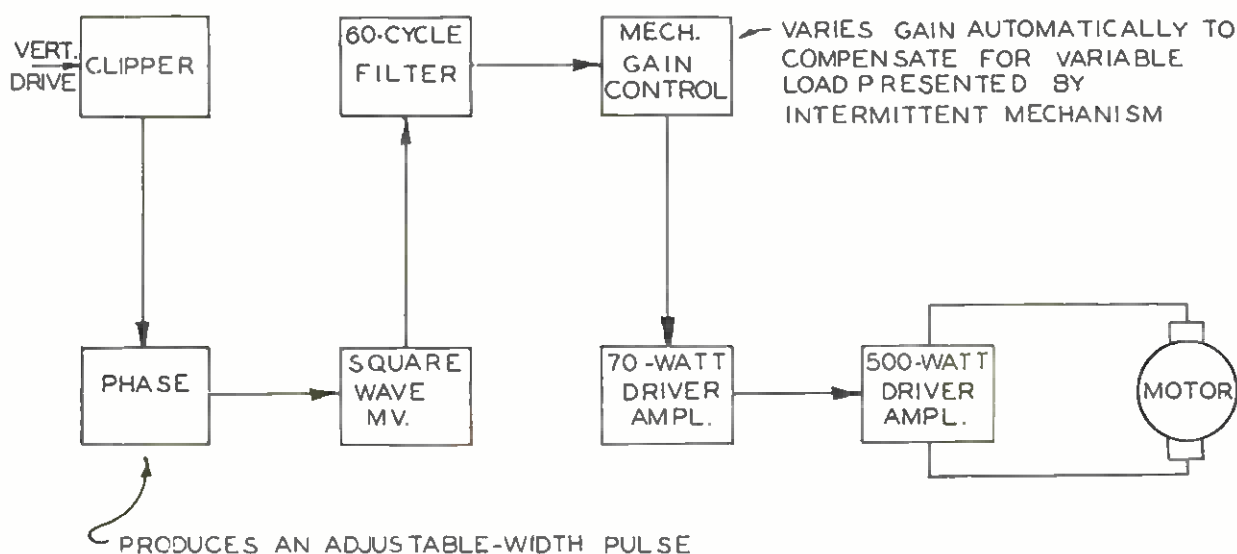 VERT.
DRIVE
CLIPPER
60-CYCLE
FILTER
MECH.
GAIN
CONTROL
VARIES GAIN AUTOMATICALLY TO
COMPENSATE FOR VARIABLE
LOAD PRESENTED BY
INTERMITTENT MECHANISM
PHASE
SQUARE
WAVE
MV.
70-WATT
DRIVER
AMPL.
500-WATT
DRIVER
AMPL.
MOTOR
PRODUCES AN ADJUSTABLE-WIDTH PULSE